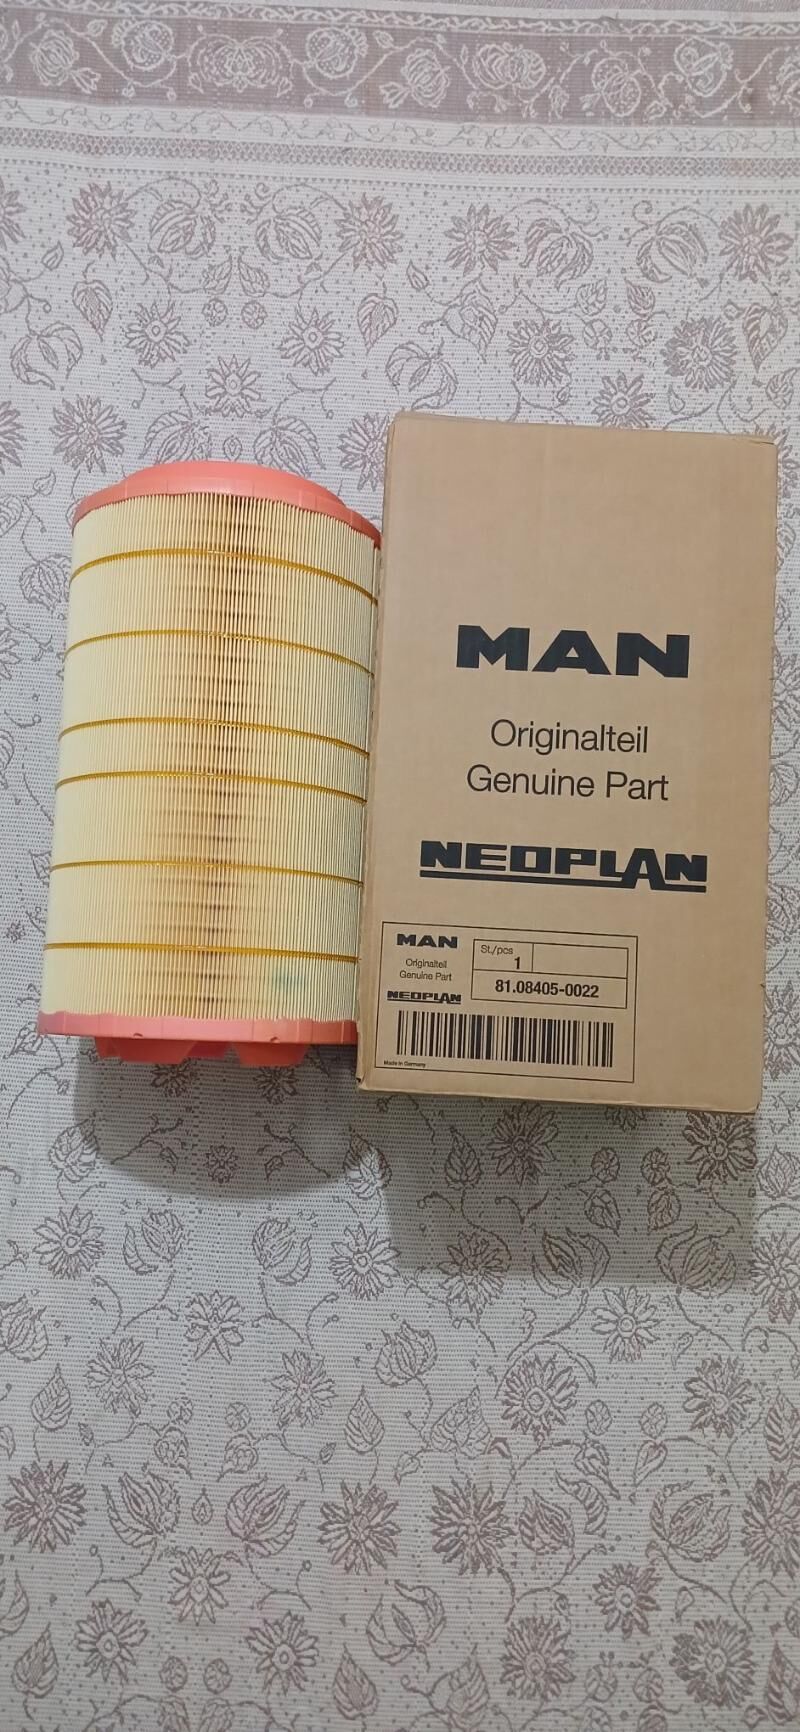 MAN
Originalteil
Genuine Part
NEOPLAN
MAN
Originalteil
Genuine Part
NEOPLAN
St./pcs
1
81.08405-0022
Made in Germany